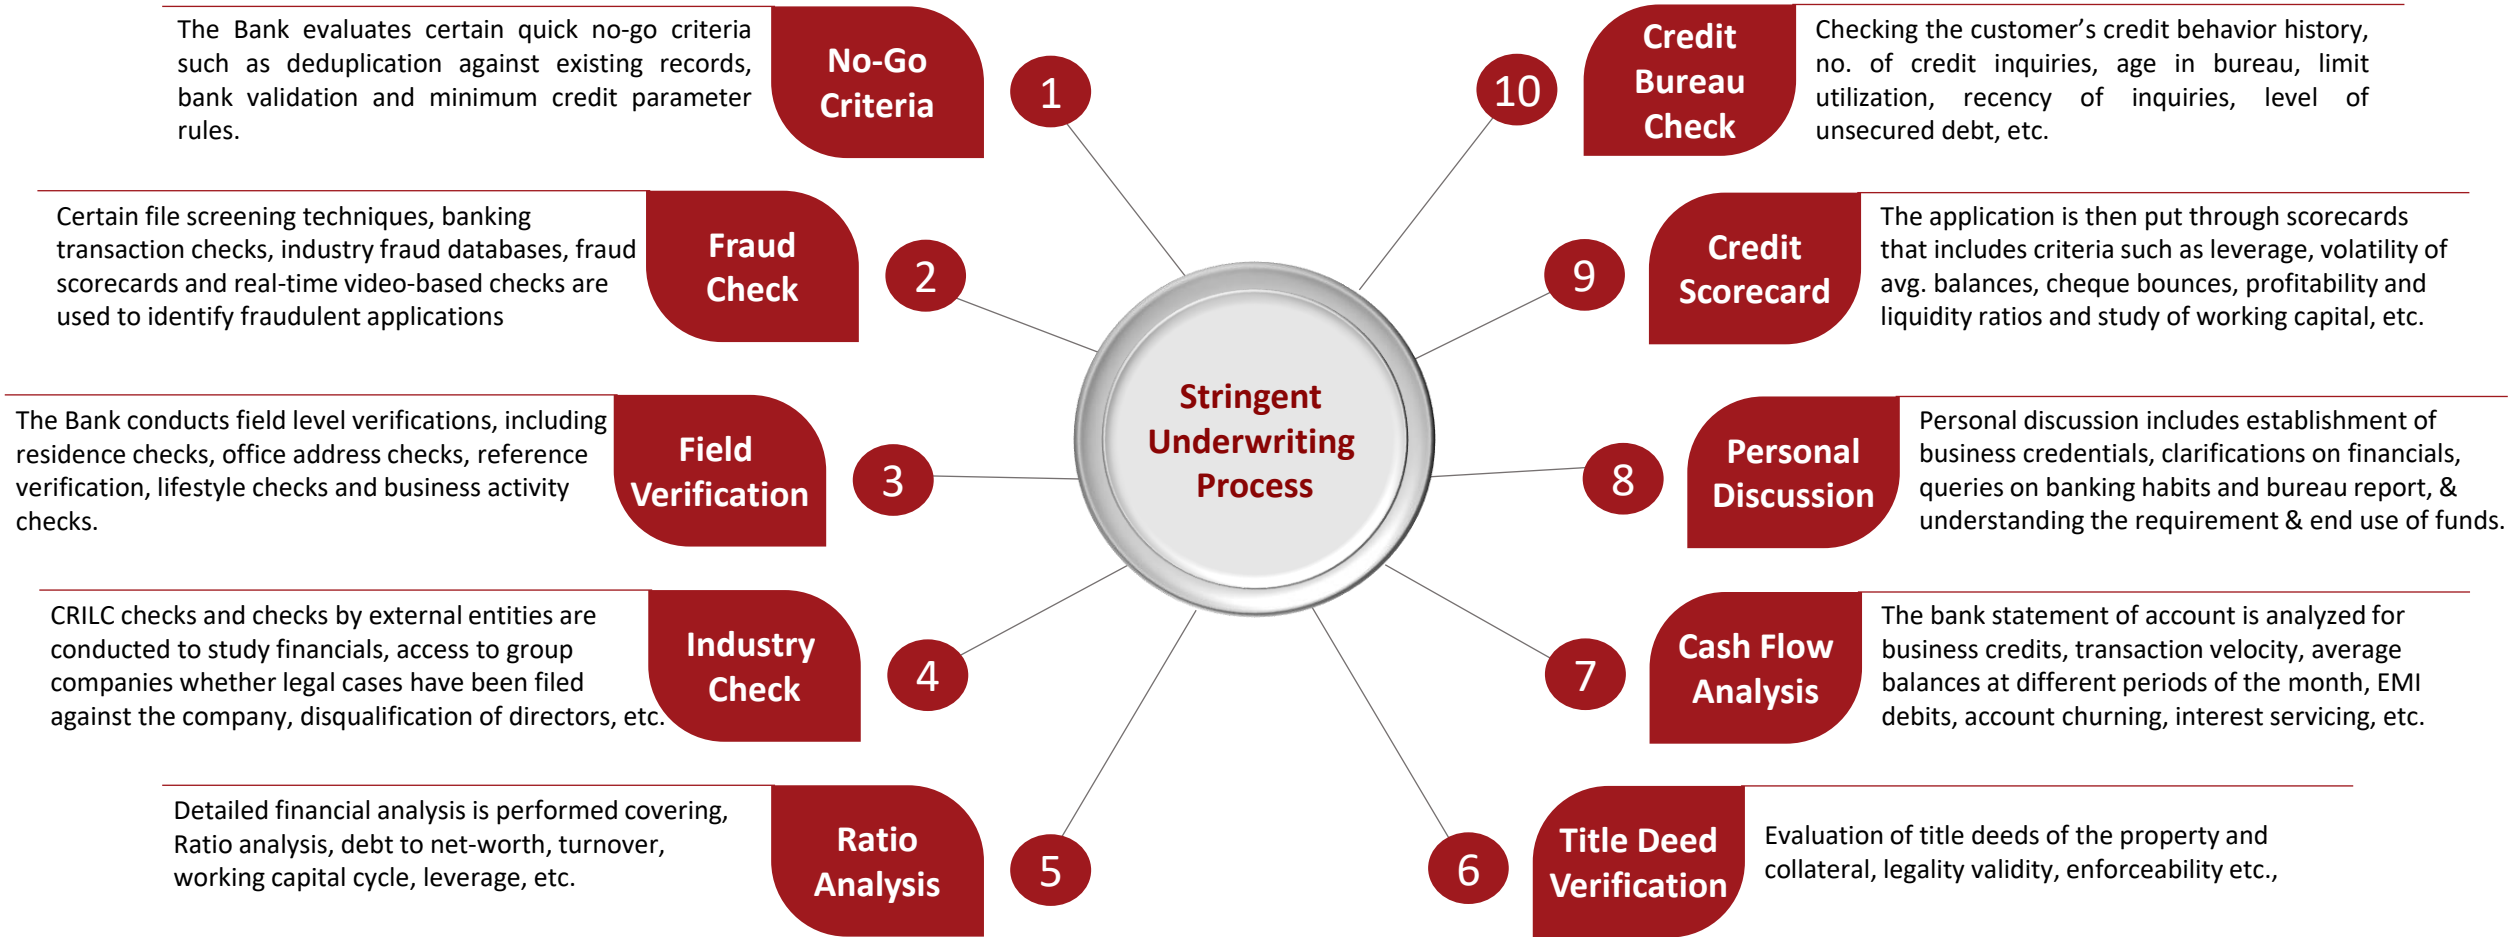 The Bank evaluates certain quick no-go criteria
such as deduplication against existing records,
bank validation and minimum credit parameter
rules.
No-Go
Criteria
1
Certain file screening techniques, banking
transaction checks, industry fraud databases, fraud
scorecards and real-time video-based checks are
used to identify fraudulent applications
Fraud
Check
2
The Bank conducts field level verifications, including
residence checks, office address checks, reference
verification, lifestyle checks and business activity
checks.
Field
Verification
3
CRILC checks and checks by external entities are
conducted to study financials, access to group
companies whether legal cases have been filed
against the company, disqualification of directors, etc.
Industry
Check
4
Detailed financial analysis is performed covering,
Ratio analysis, debt to net-worth, turnover,
working capital cycle, leverage, etc.
Ratio
Analysis
5
Stringent
Underwriting
Process
10
Credit
Bureau
Check
Checking the customer’s credit behavior history,
no. of credit inquiries, age in bureau, limit
utilization, recency of inquiries, level of
unsecured debt, etc.
9
Credit
Scorecard
The application is then put through scorecards
that includes criteria such as leverage, volatility of
avg. balances, cheque bounces, profitability and
liquidity ratios and study of working capital, etc.
8
Personal
Discussion
Personal discussion includes establishment of
business credentials, clarifications on financials,
queries on banking habits and bureau report, &
understanding the requirement & end use of funds.
7
Cash Flow
Analysis
The bank statement of account is analyzed for
business credits, transaction velocity, average
balances at different periods of the month, EMI
debits, account churning, interest servicing, etc.
6
Title Deed
Verification
Evaluation of title deeds of the property and
collateral, legality validity, enforceability etc.,